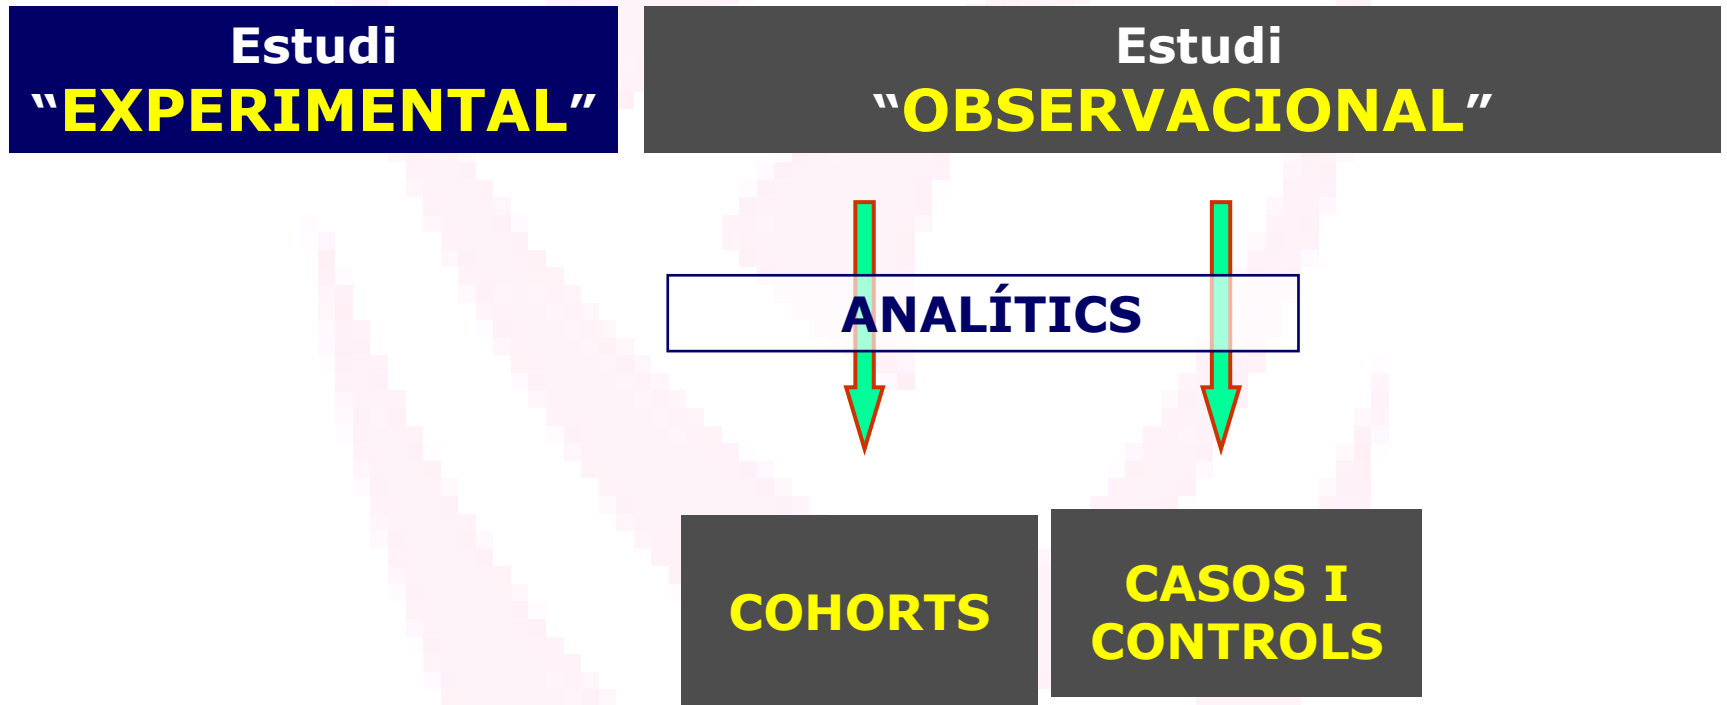 Estudi
“EXPERIMENTAL”
Estudi
“OBSERVACIONAL”
ANALÍTICS
COHORTS
CASOS I
CONTROLS